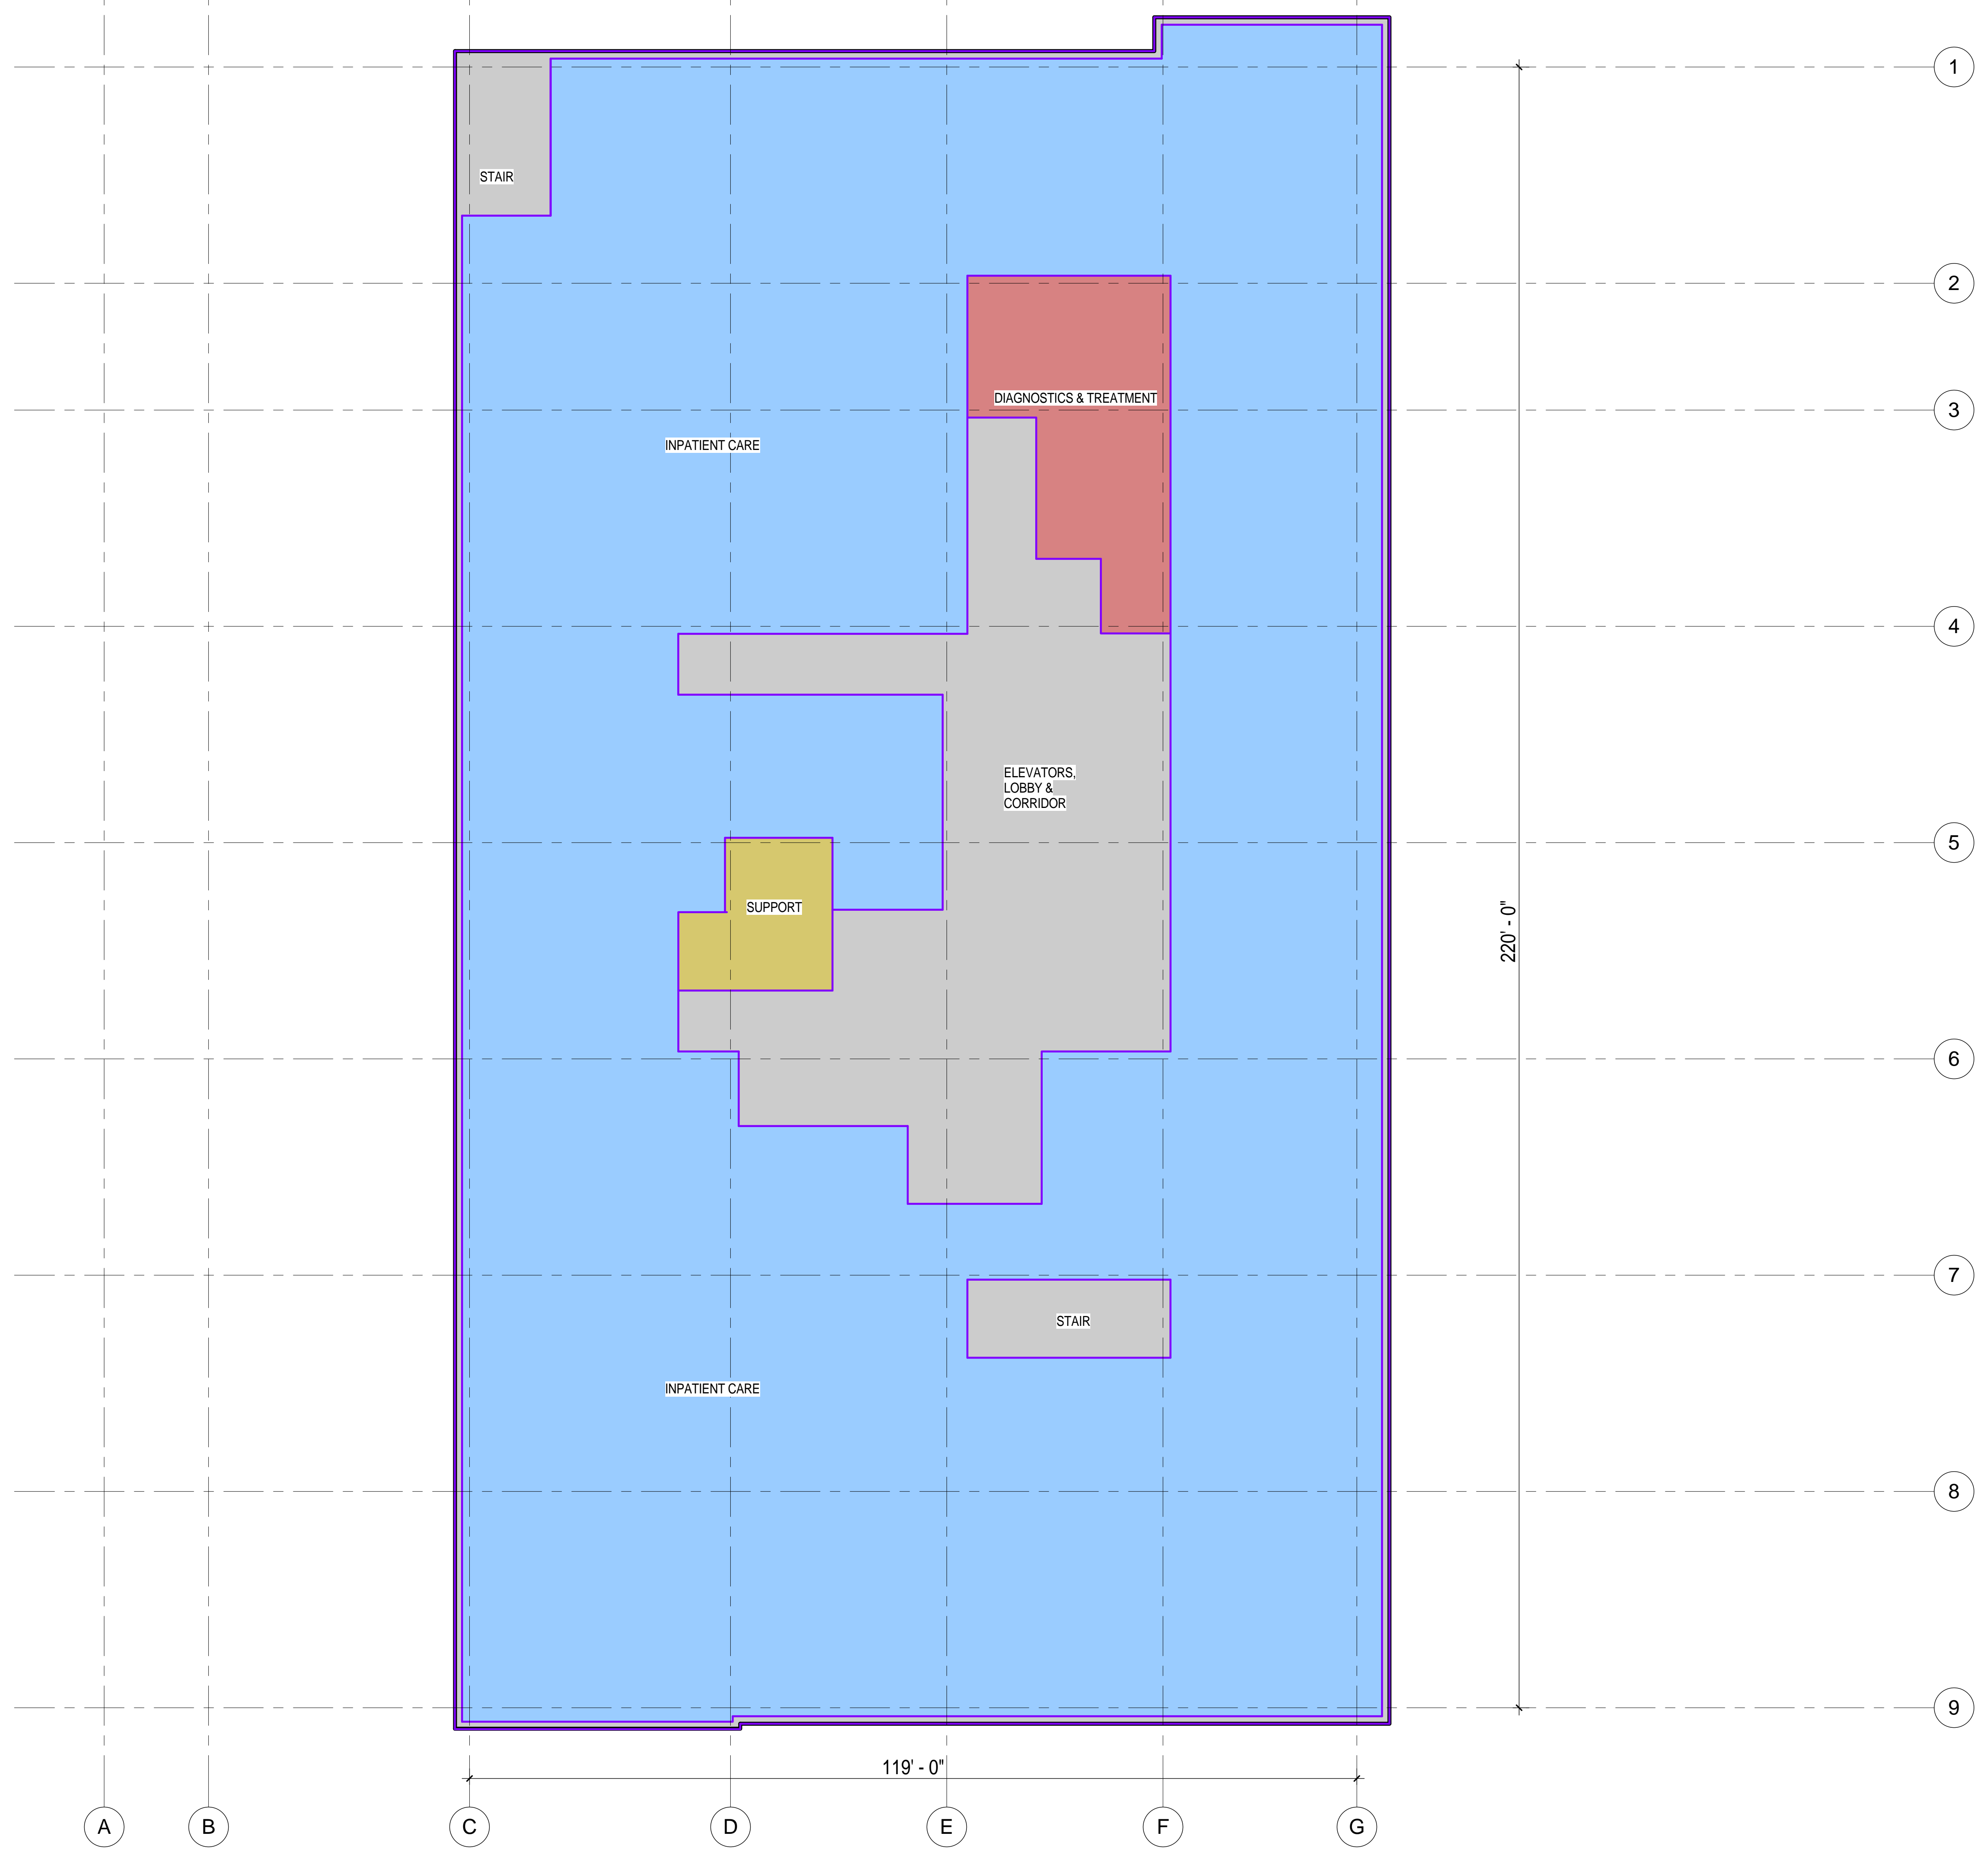 1
STAIR
2
DIAGNOSTICS & TREATMENT
3
INPATIENT CARE
4
ELEVATORS,
LOBBY &
CORRIDOR
5
SUPPORT
220' - 0"
6
7
STAIR
INPATIENT CARE
8
9
119' - 0"
A
B
C
D
E
F
G